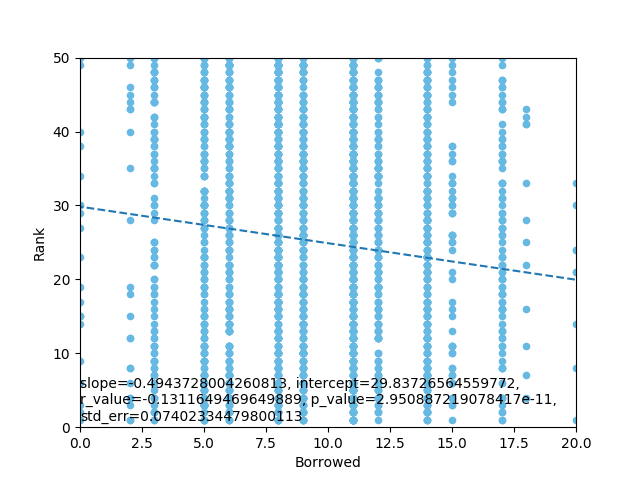 50
40
30
20
10
0
Rank
slope=-0.4943728004260813, intercept=29.83726564559772,
r_value=-0.1311649469649889, p_value=2.9508872190784​17e-11,
std_err=0.07402334479800113
0.0 2.5 5.0 7.5 10.0 12.5 15.0 17.5 20.0
Borrowed